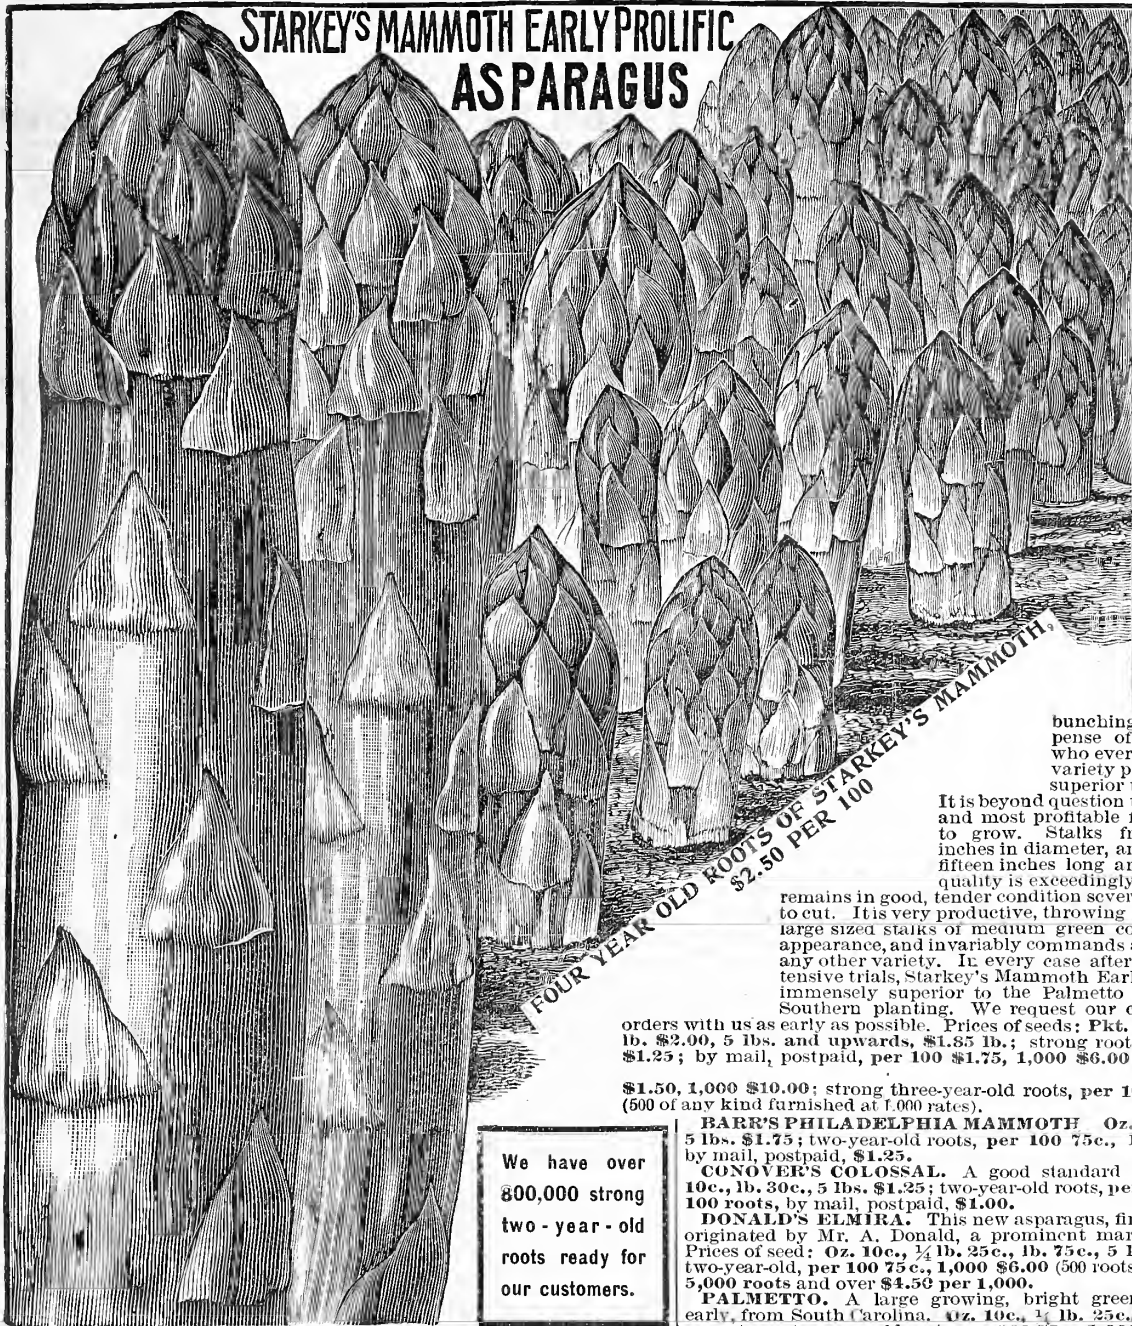 STARKEY'S MAMMOTH EARLY PROLIFIC
ASPARAGUS
FOUR YEAR OLD ROOTS OF STARKEY'S MAMMOTH,
$2.50 PER 100
bunching
pense of
who ever
variety p
superior
It is beyond question
and most profitable
to grow. Stalks fr
inches in diameter, an
fifteen inches long an
quality is exceedingly
remains in good, tender condition sever
to cut. It is very productive, throwing
large sized stalks of medium green co
appearance, and invariably commands
any other variety. In every case after
tensive trials, Starkey's Mammoth Earl
immensely superior to the Palmetto
Southern planting. We request our c
orders with us as early as possible. Prices of seeds: Pkt.
lb. $2.00, 5 lbs. and upwards, $1.85 lb.; strong root
$1.25; by mail, postpaid, per 100 $1.75, 1,000 $6.00
$1.50, 1,000 $10.00; strong three-year-old roots, per 1
(500 of any kind furnished at 1,000 rates).
BARR'S PHILADELPHIA MAMMOTH Oz.
5 lbs. $1.75; two-year-old roots, per 100 75c., 1
by mail, postpaid, $1.25.
CONOVER'S COLOSSAL. A good standard
10c., lb. 30c., 5 lbs. $1.25; two-year-old roots, pe
100 roots, by mail, postpaid, $1.00.
DONALD'S ELMIRA. This new asparagus, fir
originated by Mr. A. Donald, a prominent mar
Prices of seed: Oz. 10c., ¼ lb. 25c., lb. 75c., 5 l
two-year-old, per 100 75c., 1,000 $6.00 (500 roots
5,000 roots and over $4.50 per 1,000.
PALMETTO. A large growing, bright green
early, from South Carolina. Oz. 10c., ¼ lb. 25c.,
We have over
800,000 strong
two-year-old
roots ready for
our customers.